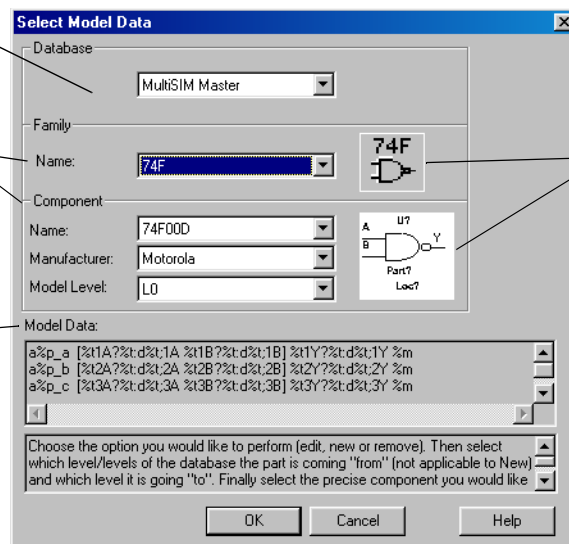 Select Model Data
Database
MultiSIM Master
Family
Name:
74F
74F
Component
Name:
74F00D
Manufacturer:
Motorola
Model Level:
L0
A
B
U?
Y
Part?
Loc?
Model Data:
a%p_a [%t1A?%t:d%t;1A %t1B?%t:d%t;1B] %t1Y?%t:d%t;1Y %m
a%p_b [%t2A?%t:d%t;2A %t2B?%t:d%t;2B] %t2Y?%t:d%t;2Y %m
a%p_c [%t3A?%t:d%t;3A %t3B?%t:d%t;3B] %t3Y?%t:d%t;3Y %m
Choose the option you would like to perform (edit, new or remove). Then select
which level/levels of the database the part is coming "from" (not applicable to New)
and which level it is going "to". Finally select the precise component you would like
OK
Cancel
Help